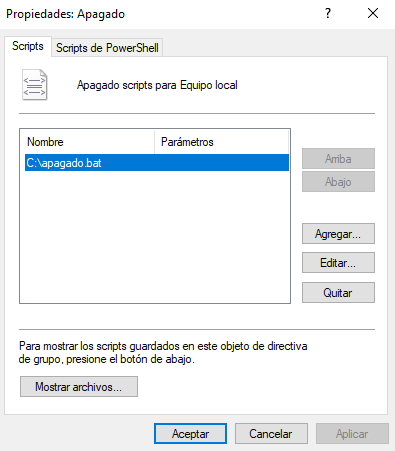 Propiedades: Apagado
?
Scripts
Scripts de PowerShell
Apagado scripts para Equipo local
Nombre Parámetros
C:\apagado.bat
Arriba
Abajo
Agregar...
Editar...
Quitar
Para mostrar los scripts guardados en este objeto de directiva
de grupo, presione el botón de abajo.
Mostrar archivos...
Aceptar Cancelar Aplicar